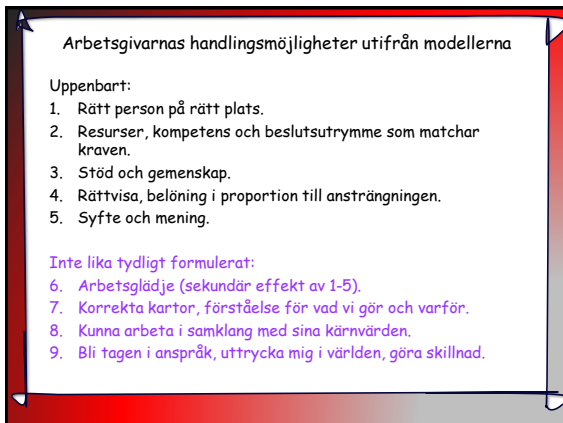 Arbetsgivarnas handlingsmöjligheter utifrån modellerna
Uppenbart:
1. Rätt person på rätt plats.
2. Resurser, kompetens och beslutsutrymme som matchar
kraven.
3. Stöd och gemenskap.
4. Rättvisa, belöning i proportion till ansträngningen.
5. Syfte och mening.
Inte lika tydligt formulerat:
6. Arbetsglädje (sekundär effekt av 1-5).
7. Korrekta kartor, förståelse för vad vi gör och varför.
8. Kunna arbeta i samklang med sina kärnvärden.
9. Bli tagen i anspråk, uttrycka mig i världen, göra skillnad.